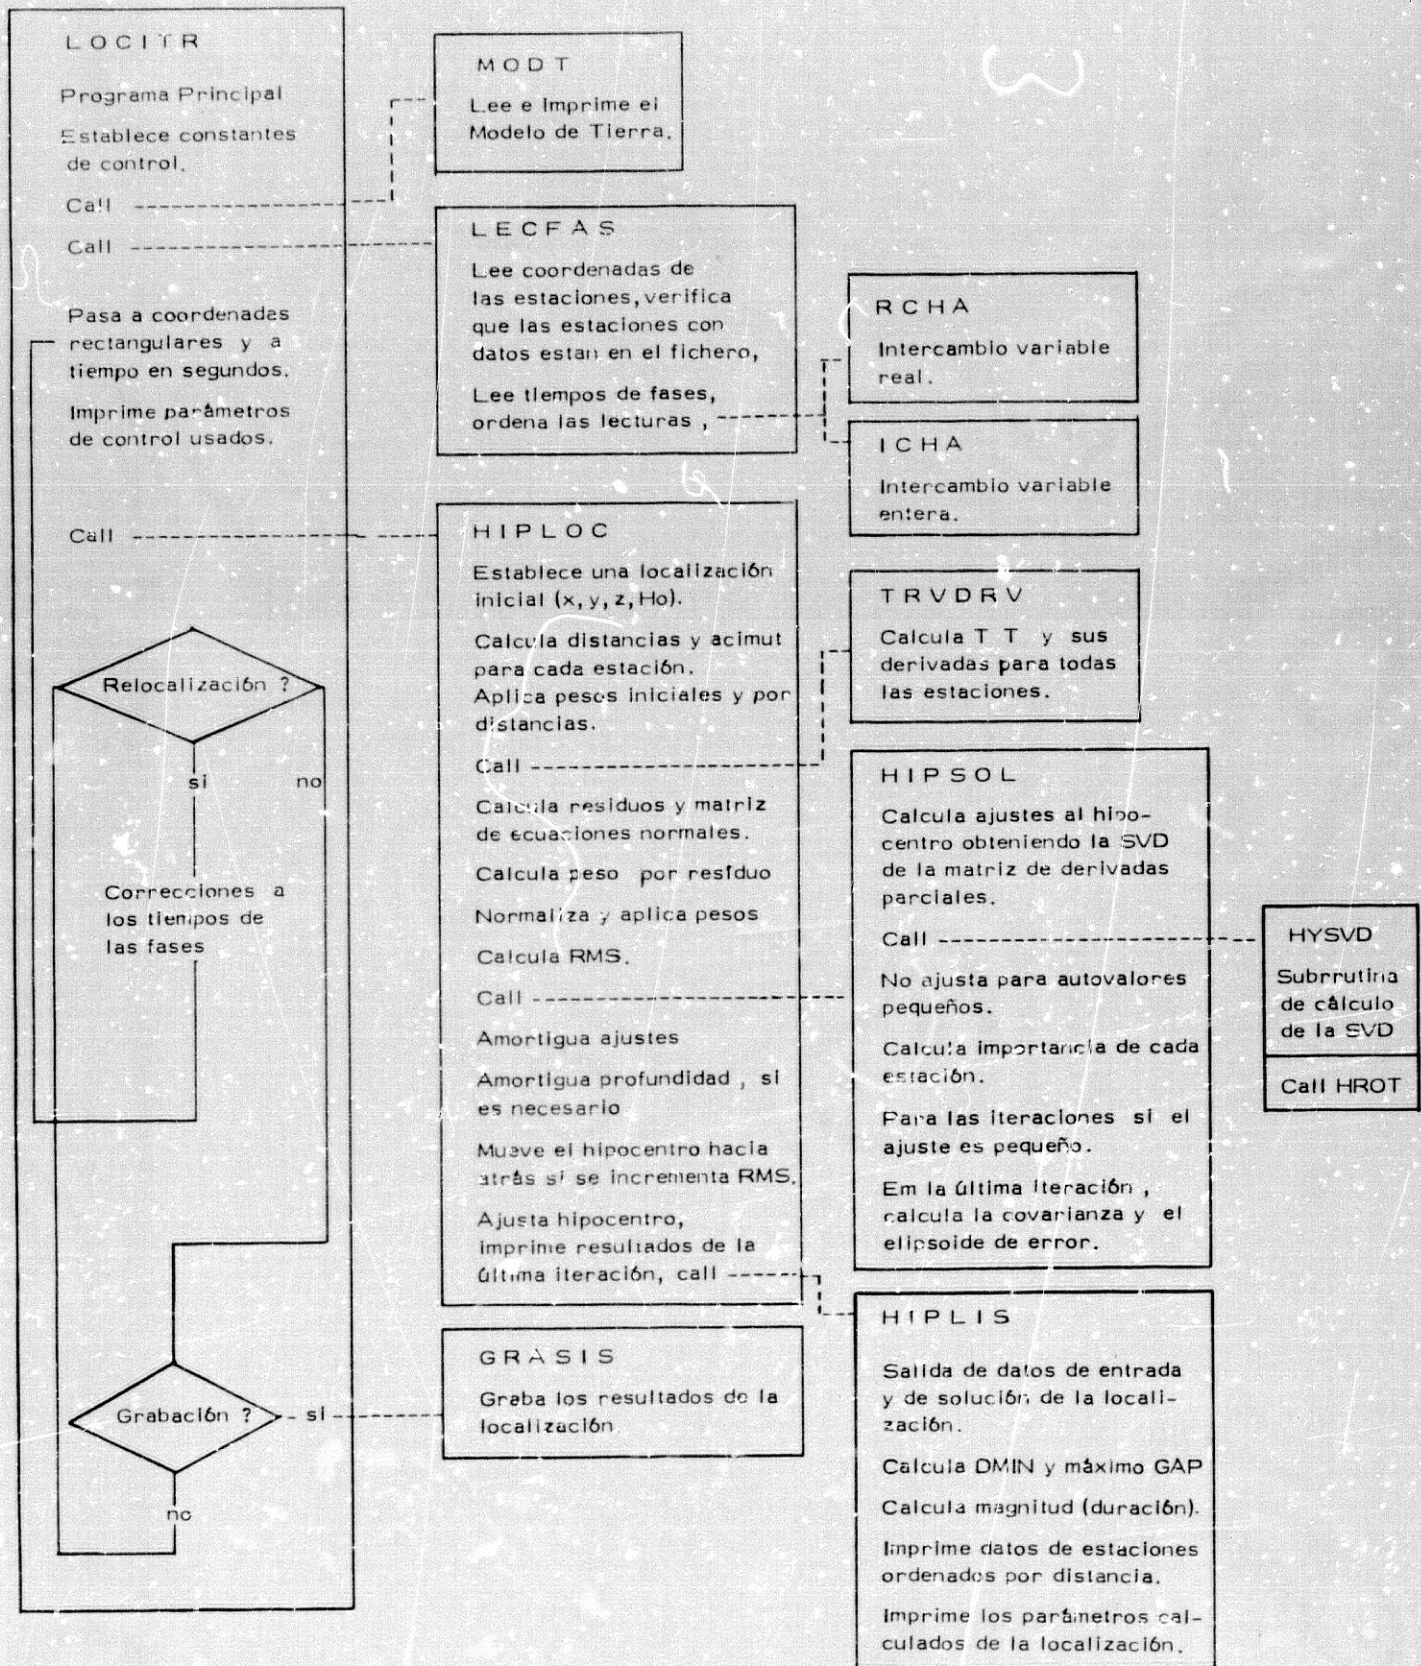 LOCITR
Programa Principal
Establece constantes
de control.
Call
Call
Pasa a coordenadas
rectangulares y a
tiempo en segundos.
Imprime parámetros
de control usados.
Call
Relocalización ?
si
no
Correcciones a
los tiempos de
las fases
Grabación ?
si
no
MODT
Lee e Imprime el
Modelo de Tierra.
LECFAS
Lee coordenadas de
las estaciones, verifica
que las estaciones con
datos estan en el fichero,
Lee tiempos de fases,
ordena las lecturas ,
RCHA
Intercambio variable
real.
ICHA
Intercambio variable
entera.
HIPLOC
Establece una localización
inicial (x, y, z, Ho).
Calcula distancias y acimut
para cada estación.
Aplica pesos iniciales y por
distancias.
Call
Calcula residuos y matriz
de ecuaciones normales.
Calcula peso por resíduo
Normaliza y aplica pesos
Calcula RMS.
Call
Amortigua ajustes
Amortigua profundidad , si
es necesario
Mueve el hipocentro hacia
atrás si se incrementa RMS.
Ajusta hipocentro,
imprime resultados de la
última iteración, call
TRVDRV
Calcula T T y sus
derivadas para todas
las estaciones.
HIPSOL
Calcula ajustes al hipo-
centro obteniendo la SVD
de la matriz de derivadas
parciales.
Call
No ajusta para autovalores
pequeños.
Calcula importancia de cada
estación.
Para las iteraciones si el
ajuste es pequeño.
Em la última iteración ,
calcula la covarianza y el
elipsoide de error.
HYSVD
Subrrutina
de cálculo
de la SVD
Call HROT
GRASIS
Graba los resultados de la
localización
HIPLIS
Salida de datos de entrada
y de solución de la locali-
zación.
Calcula DMIN y máximo GAP
Calcula magnitud (duración).
Imprime datos de estaciones
ordenados por distancia.
Imprime los parámetros cal-
culados de la localización.